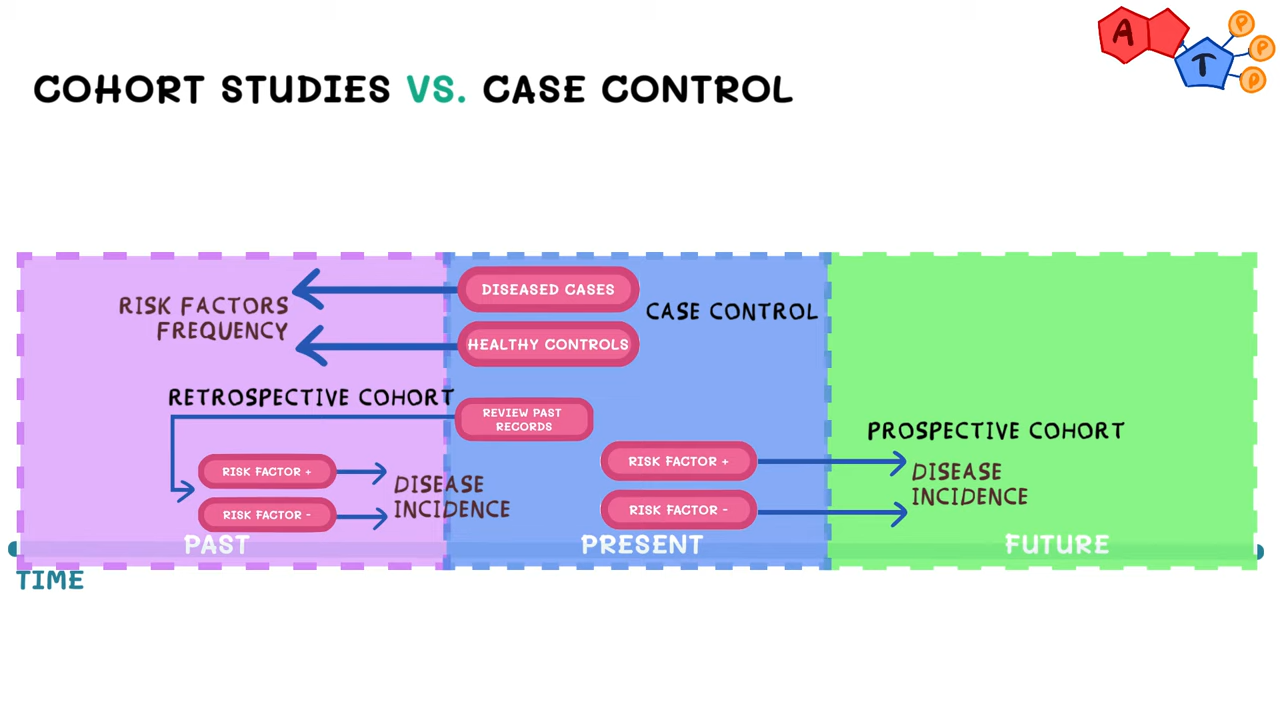 COHORT STUDIES VS. CASE CONTROL
A T P P P
DISEASED CASES
RISK FACTORS
FREQUENCY
CASE CONTROL
HEALTHY CONTROLS
RETROSPECTIVE COHORT
REVIEW PAST
RECORDS
RISK FACTOR +
RISK FACTOR -
DISEASE
INCIDENCE
RISK FACTOR +
RISK FACTOR -
PROSPECTIVE COHORT
DISEASE
INCIDENCE
PAST
PRESENT
FUTURE
TIME